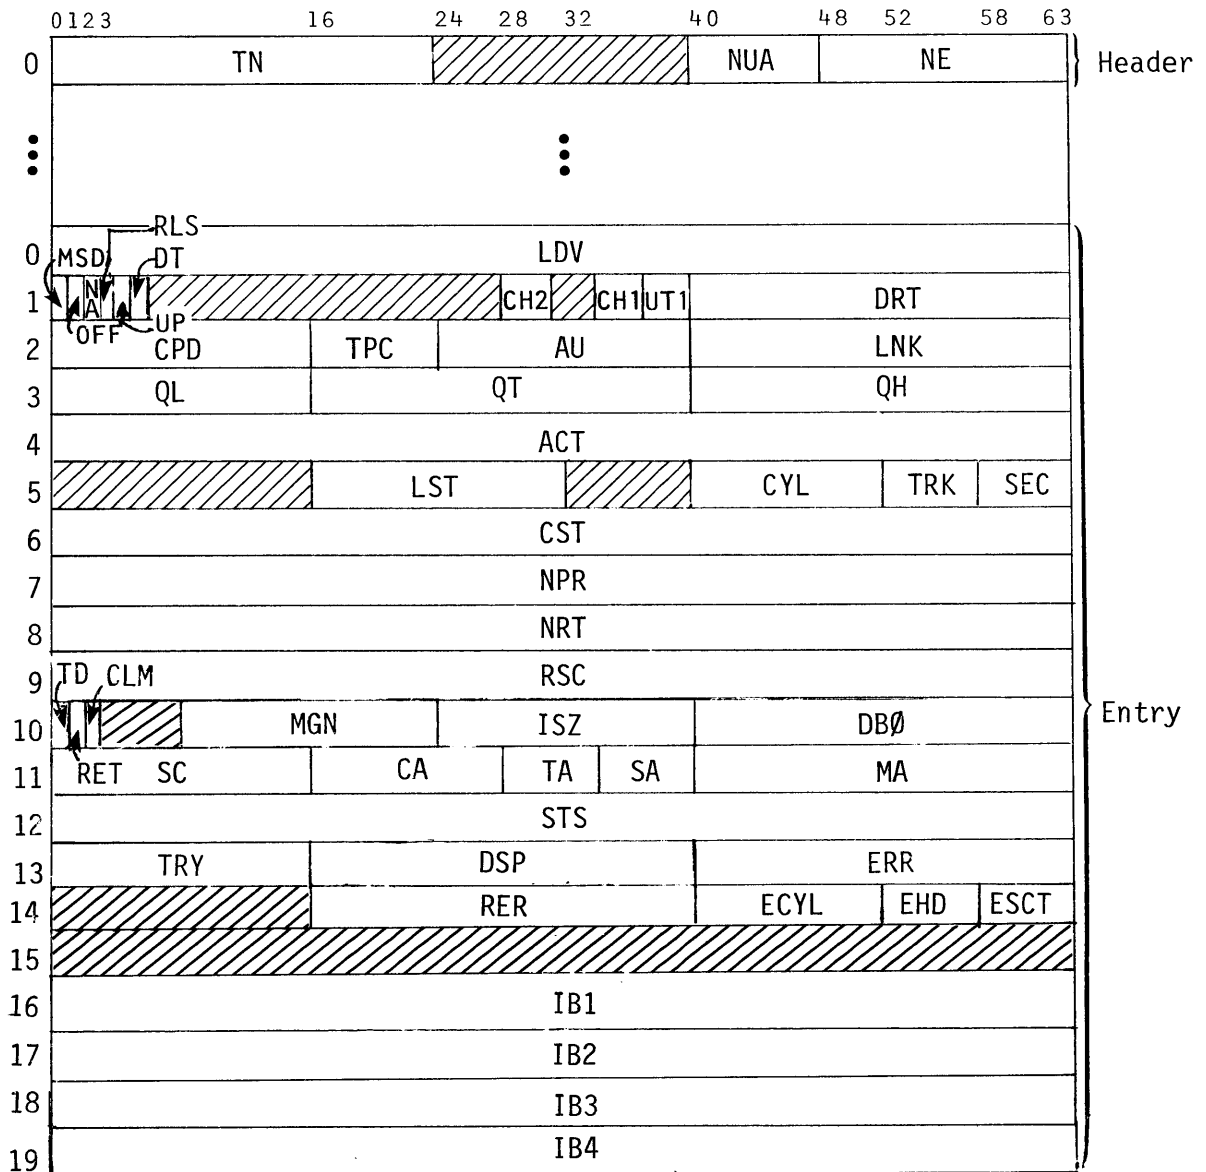 0123 16 24 28 32 40 48 52 58 63
0 TN NUA NE Header
RLS
0 MSD DT LDV
1 NA CH2 CH1 UT1 DRT
OFF UP
2 CPD TPC AU LNK
3 QL QT QH
4 ACT
5 LST CYL TRK SEC
6 CST
7 NPR
8 NRT
9 TD CLM RSC
10 MGN ISZ DBØ Entry
11 RET SC CA TA SA MA
12 STS
13 TRY DSP ERR
14 RER ECYL EHD ESCT
15
16 IB1
17 IB2
18 IB3
19 IB4